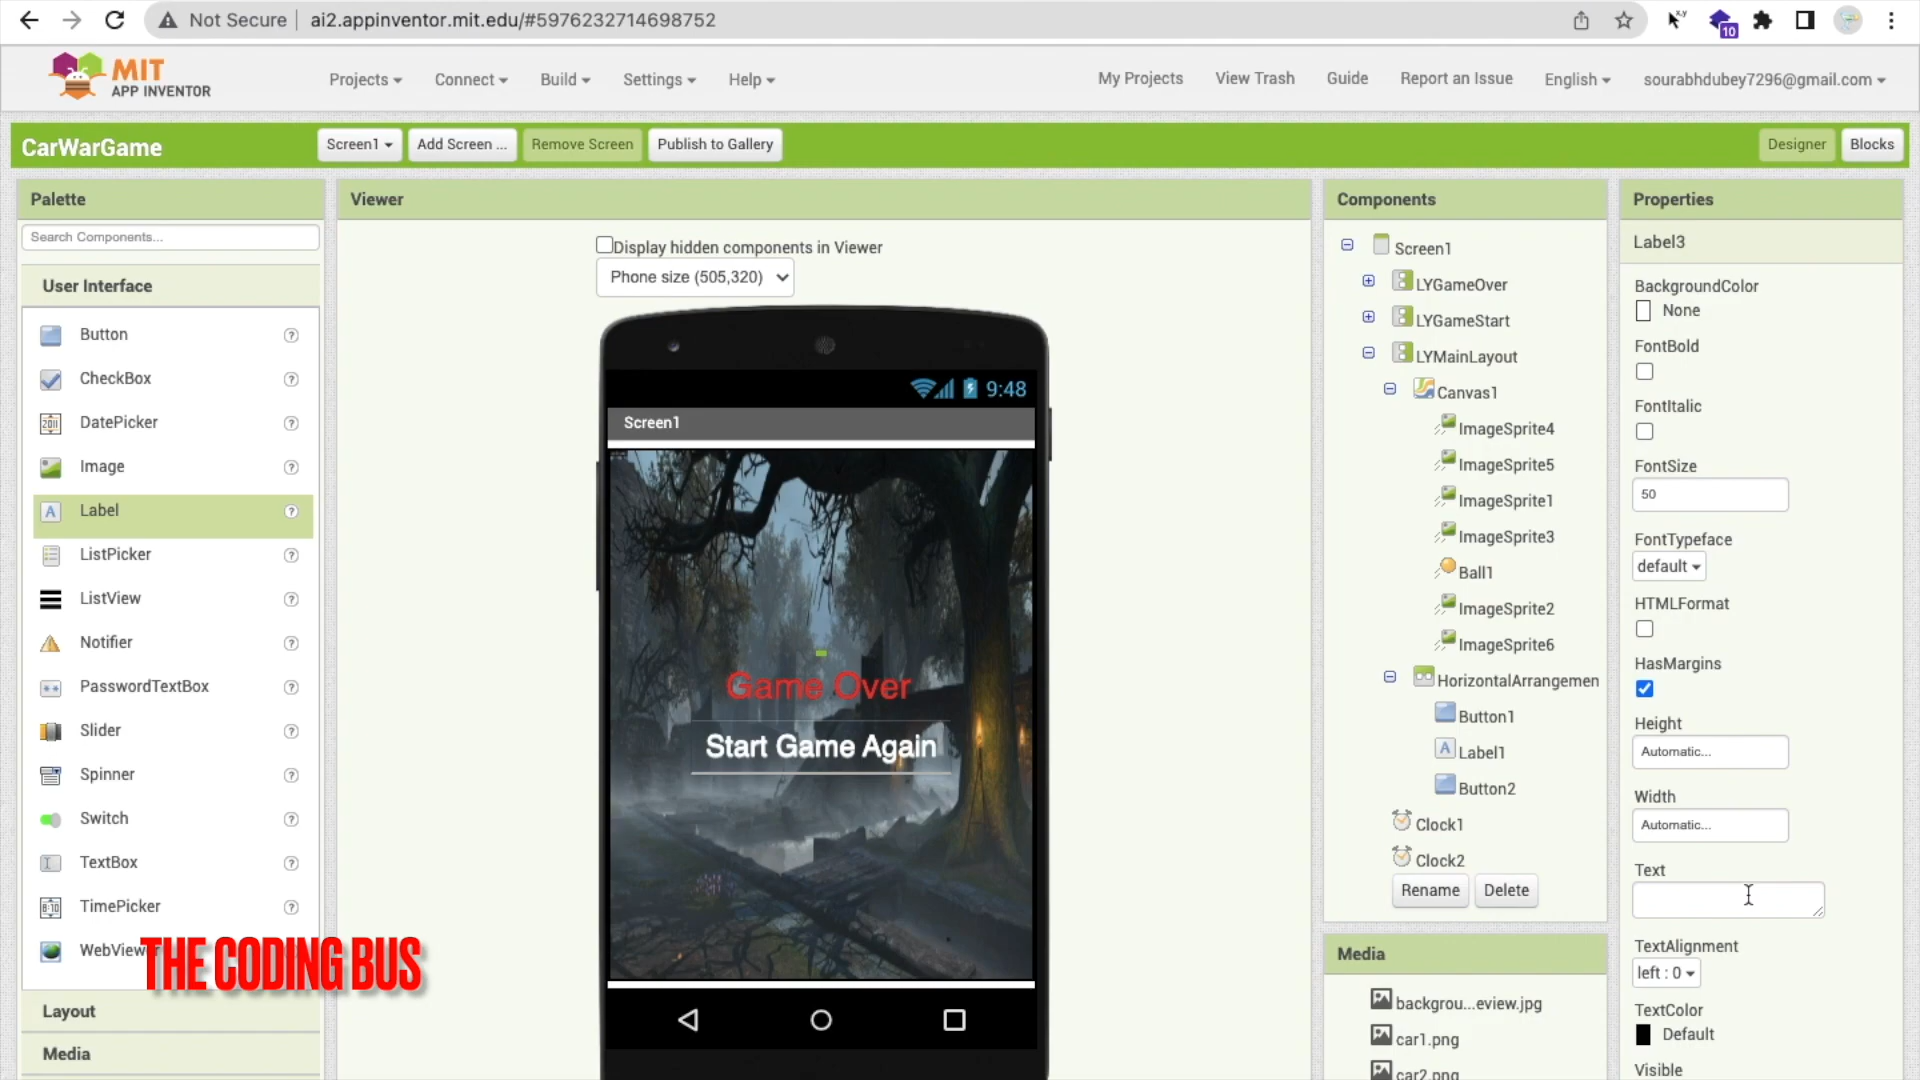 Not Secure
ai2.appinventor.mit.edu/#5976232714698752
10
MIT
APP INVENTOR
Projects
Connect
Build
Settings
Help
My Projects
View Trash
Guide
Report an Issue
English
sourabhdubey7296@gmail.com
CarWarGame
Screen1
Add Screen ...
Remove Screen
Publish to Gallery
Designer
Blocks
Palette
Search Components...
User Interface
Button
CheckBox
DatePicker
Image
Label
ListPicker
ListView
Notifier
PasswordTextBox
Slider
Spinner
Switch
TextBox
TimePicker
WebViewer
THE CODING BUS
Layout
Media
Viewer
Display hidden components in Viewer
Phone size (505,320)
9:48
Screen1
Game Over
Start Game Again
Components
Screen1
LYGameOver
LYGameStart
LYMainLayout
Canvas1
ImageSprite4
ImageSprite5
ImageSprite1
ImageSprite3
Ball1
ImageSprite2
ImageSprite6
HorizontalArrangemen
Button1
Label1
Button2
Clock1
Clock2
Rename
Delete
Media
backgrou...eview.jpg
car1.png
car2.png
Properties
Label3
BackgroundColor
None
FontBold
FontItalic
FontSize
50
FontTypeface
default
HTMLFormat
HasMargins
Height
Automatic...
Width
Automatic...
Text
TextAlignment
left : 0
TextColor
Default
Visible